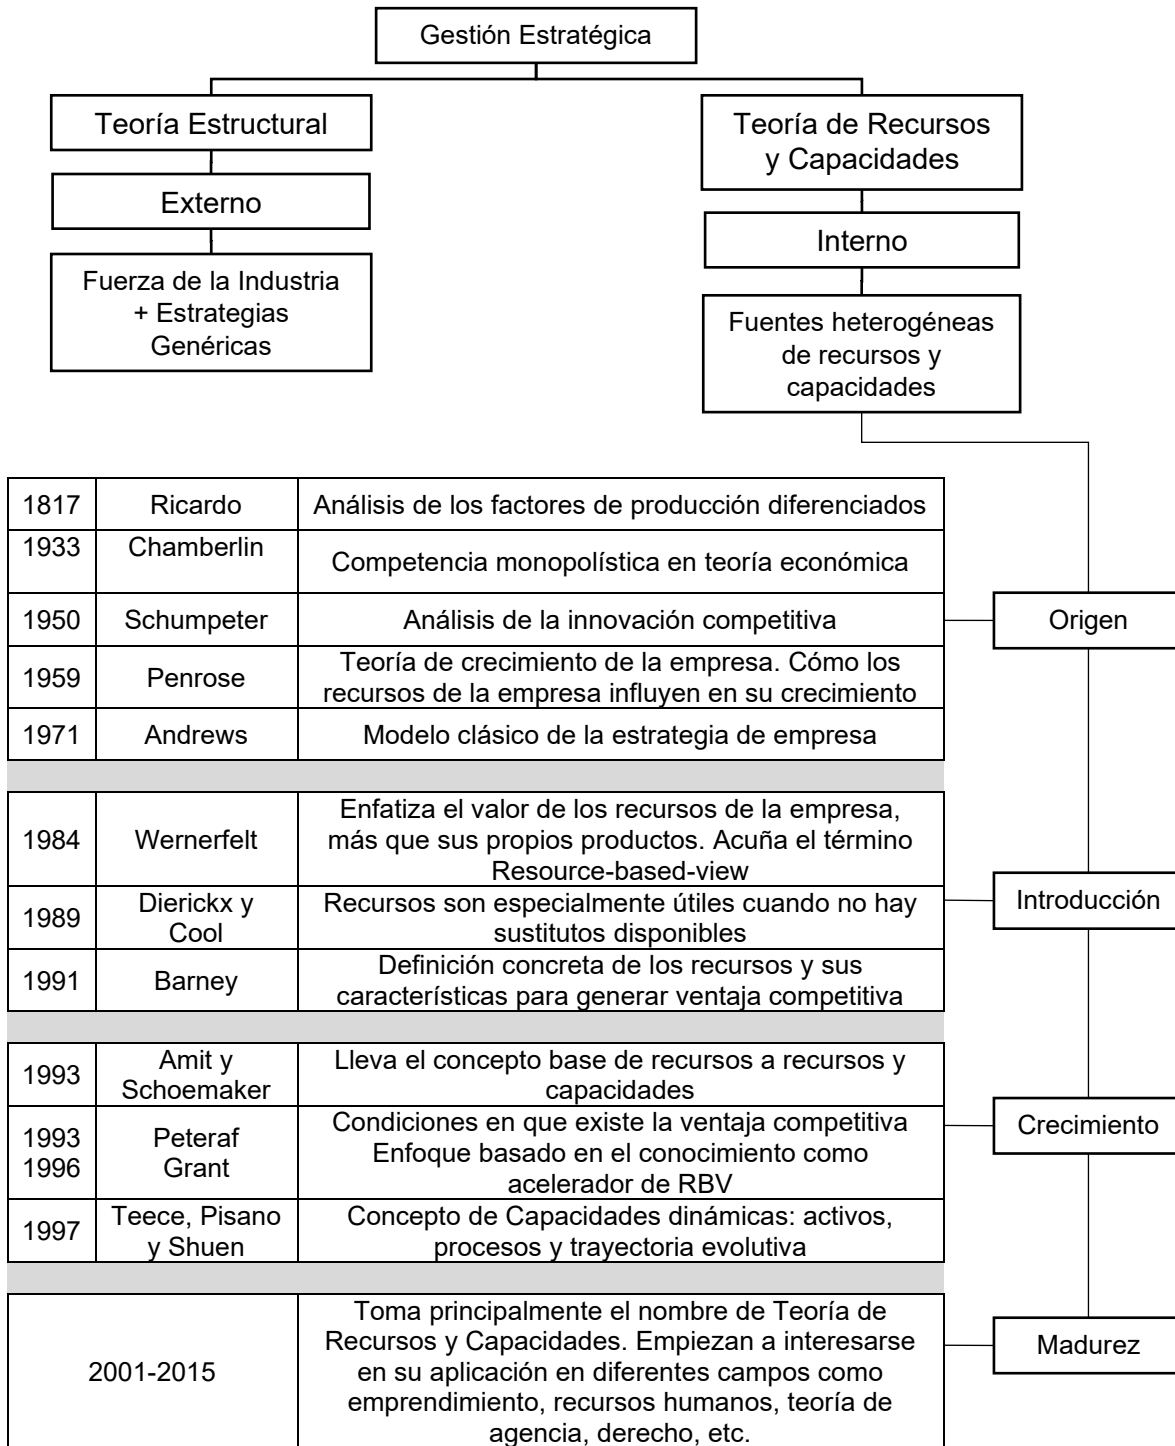 Gestión Estratégica
Teoría Estructural
Externo
Fuerza de la Industria
+ Estrategias
Genéricas
Teoría de Recursos
y Capacidades
Interno
Fuentes heterogéneas
de recursos y
capacidades
1817 Ricardo Análisis de los factores de producción diferenciados
1933 Chamberlin Competencia monopolística en teoría económica
1950 Schumpeter Análisis de la innovación competitiva
1959 Penrose Teoría de crecimiento de la empresa. Cómo los
recursos de la empresa influyen en su crecimiento
1971 Andrews Modelo clásico de la estrategia de empresa
Origen
1984 Wernerfelt Enfatiza el valor de los recursos de la empresa,
más que sus propios productos. Acuña el término
Resource-based-view
1989 Dierickx y
Cool
Recursos son especialmente útiles cuando no hay
sustitutos disponibles
1991 Barney Definición concreta de los recursos y sus
características para generar ventaja competitiva
Introducción
1993 Amit y
Schoemaker
Lleva el concepto base de recursos a recursos y
capacidades
1993 Peteraf Condiciones en que existe la ventaja competitiva
1996 Grant Enfoque basado en el conocimiento como
acelerador de RBV
1997 Teece, Pisano
y Shuen
Concepto de Capacidades dinámicas: activos,
procesos y trayectoria evolutiva
Crecimiento
2001-2015
Toma principalmente el nombre de Teoría de
Recursos y Capacidades. Empiezan a interesarse
en su aplicación en diferentes campos como
emprendimiento, recursos humanos, teoría de
agencia, derecho, etc.
Madurez